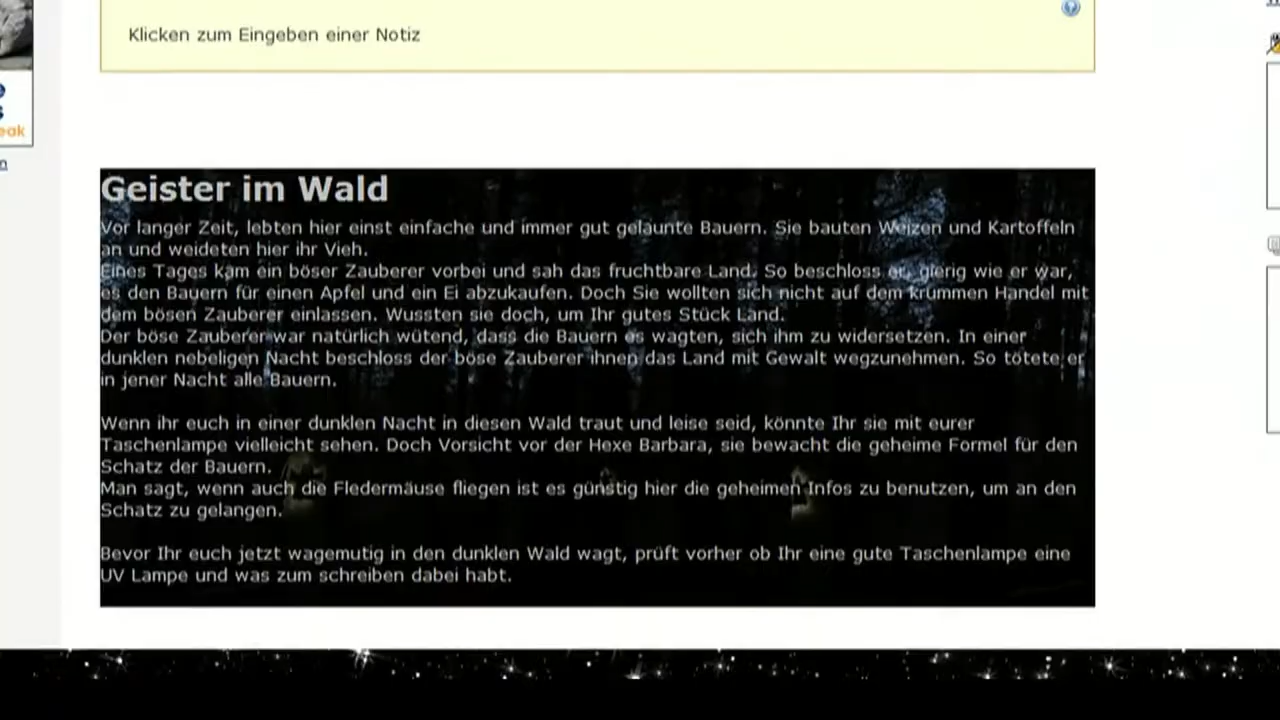 Klicken zum Eingeben einer Notiz
eak
n
Geister im Wald
Vor langer Zeit, lebten hier einst einfache und immer gut gelaunte Bauern. Sie bauten Weizen und Kartoffeln
an und weideten hier ihr Vieh.
Eines Tages kam ein böser Zauberer vorbei und sah das fruchtbare Land. So beschloss er, gierig wie er war,
es den Bauern für einen Apfel und ein Ei abzukaufen. Doch Sie wollten sich nicht auf dem krummen Handel mit
dem bösen Zauberer einlassen. Wussten sie doch, um Ihr gutes Stück Land.
Der böse Zauberer war natürlich wütend, dass die Bauern es wagten, sich ihm zu widersetzen. In einer
dunklen nebeligen Nacht beschloss der böse Zauberer ihnen das Land mit Gewalt wegzunehmen. So tötete er
in jener Nacht alle Bauern.
Wenn ihr euch in einer dunklen Nacht in diesen Wald traut und leise seid, könnte Ihr sie mit eurer
Taschenlampe vielleicht sehen. Doch Vorsicht vor der Hexe Barbara, sie bewacht die geheime Formel für den
Schatz der Bauern.
Man sagt, wenn auch die Fledermäuse fliegen ist es günstig hier die geheimen Infos zu benutzen, um an den
Schatz zu gelangen.
Bevor Ihr euch jetzt wagemutig in den dunklen Wald wagt, prüft vorher ob Ihr eine gute Taschenlampe eine
UV Lampe und was zum schreiben dabei habt.